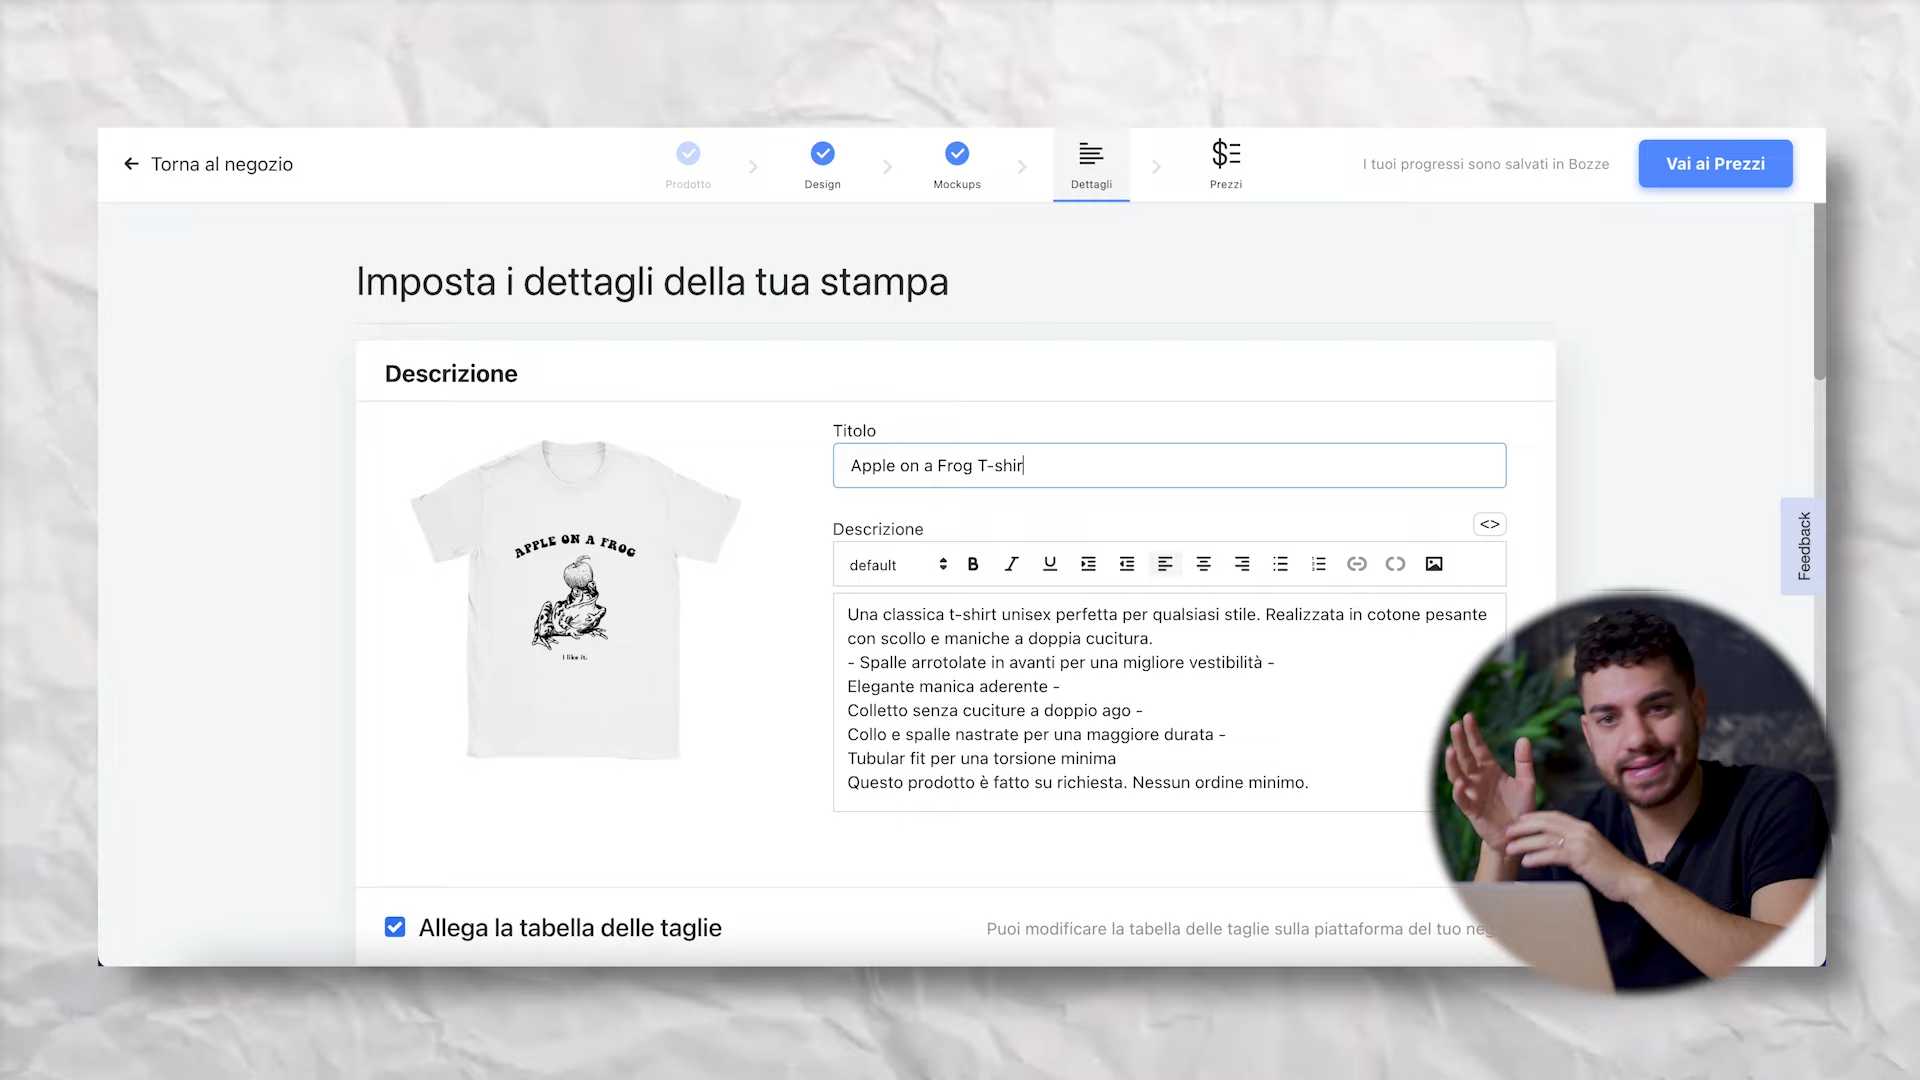 Torna al negozio
Prodotto
Design
Mockups
Dettagli
Prezzi
I tuoi progressi sono salvati in Bozze
Vai ai Prezzi
Imposta i dettagli della tua stampa
Descrizione
APPLE ON A FROG
I like it.
Titolo
Apple on a Frog T-shir
Descrizione
<>
default
B
I
U
Una classica t-shirt unisex perfetta per qualsiasi stile. Realizzata in cotone pesante
con scollo e maniche a doppia cucitura.
- Spalle arrotolate in avanti per una migliore vestibilità -
Elegante manica aderente -
Colletto senza cuciture a doppio ago -
Collo e spalle nastrate per una maggiore durata -
Tubular fit per una torsione minima
Questo prodotto è fatto su richiesta. Nessun ordine minimo.
Feedback
Allega la tabella delle taglie
Puoi modificare la tabella delle taglie sulla piattaforma del tuo